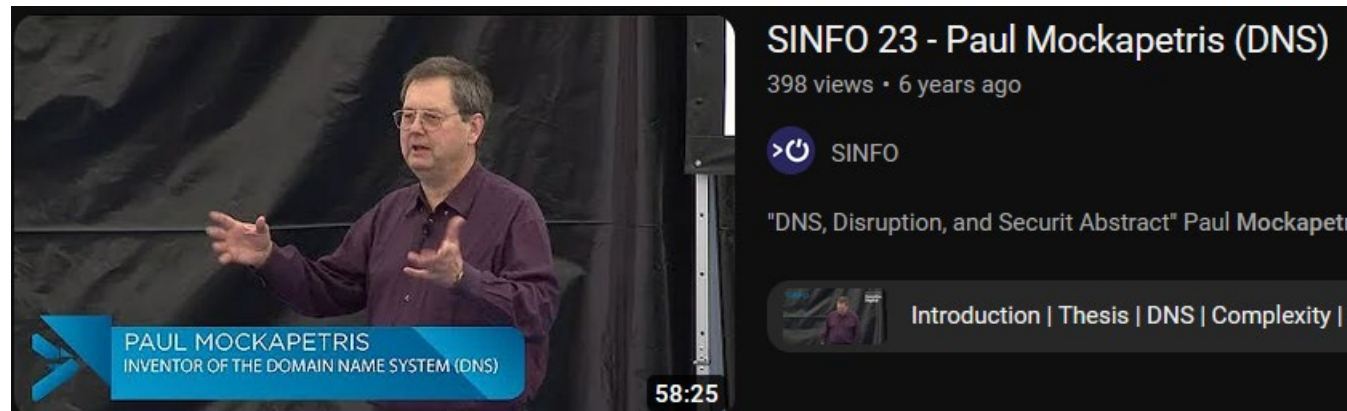 PAUL MOCKAPETRIS
INVENTOR OF THE DOMAIN NAME SYSTEM (DNS)
58:25
SINFO 23 - Paul Mockapetris (DNS)
398 views • 6 years ago
SINFO
"DNS, Disruption, and Securit Abstract" Paul Mockapetr
Introduction | Thesis | DNS | Complexity |